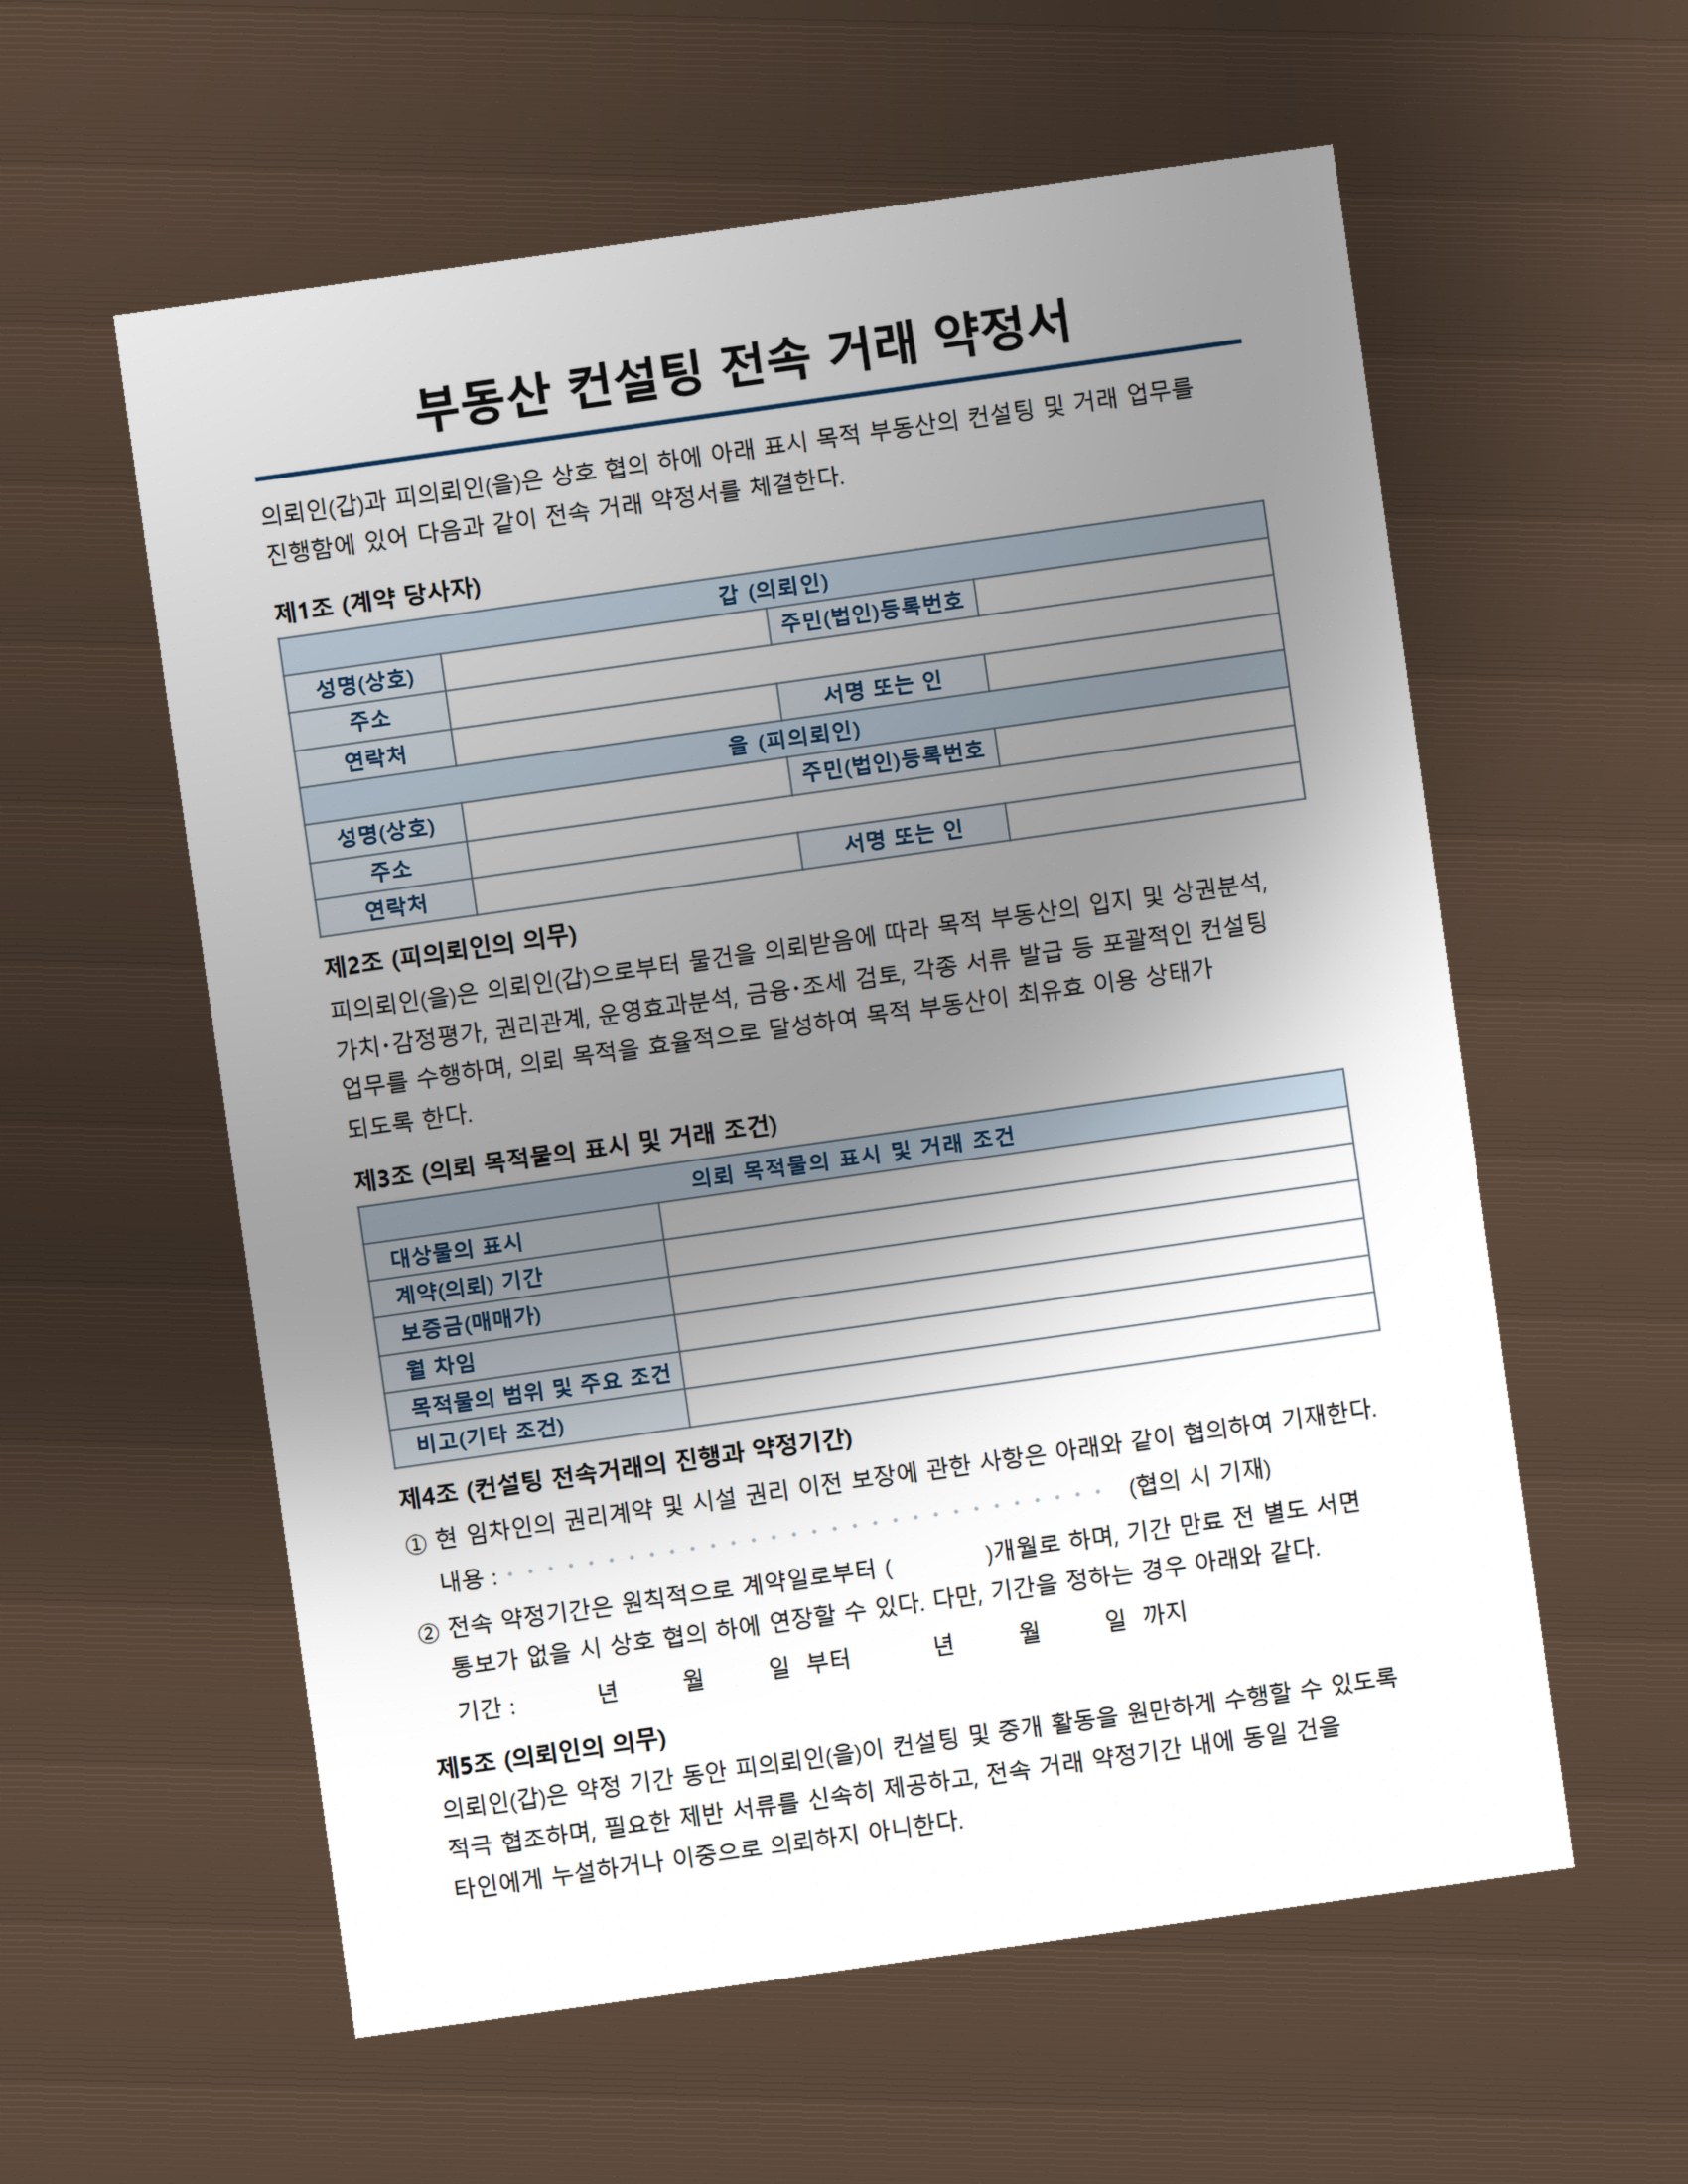 부동산 컨설팅 전속 거래 약정서
의뢰인(갑)과 피의뢰인(을)은 상호 협의 하에 아래 표시 목적 부동산의 컨설팅 및 거래 업무를
진행함에 있어 다음과 같이 전속 거래 약정서를 체결한다.
제1조 (계약 당사자)
갑 (의뢰인)
성명(상호) 주민(법인)등록번호
주소
연락처 서명 또는 인
을 (피의뢰인)
성명(상호) 주민(법인)등록번호
주소
연락처 서명 또는 인
제2조 (피의뢰인의 의무)
피의뢰인(을)은 의뢰인(갑)으로부터 물건을 의뢰받음에 따라 목적 부동산의 입지 및 상권분석,
가치·감정평가, 권리관계, 운영효과분석, 금융·조세 검토, 각종 서류 발급 등 포괄적인 컨설팅
업무를 수행하며, 의뢰 목적을 효율적으로 달성하여 목적 부동산이 최유효 이용 상태가
되도록 한다.
제3조 (의뢰 목적물의 표시 및 거래 조건)
의뢰 목적물의 표시 및 거래 조건
대상물의 표시
계약(의뢰) 기간
보증금(매매가)
월 차임
목적물의 범위 및 주요 조건
비고(기타 조건)
제4조 (컨설팅 전속거래의 진행과 약정기간)
① 현 임차인의 권리계약 및 시설 권리 이전 보장에 관한 사항은 아래와 같이 협의하여 기재한다.
내용 : (협의 시 기재)
② 전속 약정기간은 원칙적으로 계약일로부터 ( )개월로 하며, 기간 만료 전 별도 서면
통보가 없을 시 상호 협의 하에 연장할 수 있다. 다만, 기간을 정하는 경우 아래와 같다.
기간 : 년 월 일 부터 년 월 일 까지
제5조 (의뢰인의 의무)
의뢰인(갑)은 약정 기간 동안 피의뢰인(을)이 컨설팅 및 중개 활동을 원만하게 수행할 수 있도록
적극 협조하며, 필요한 제반 서류를 신속히 제공하고, 전속 거래 약정기간 내에 동일 건을
타인에게 누설하거나 이중으로 의뢰하지 아니한다.